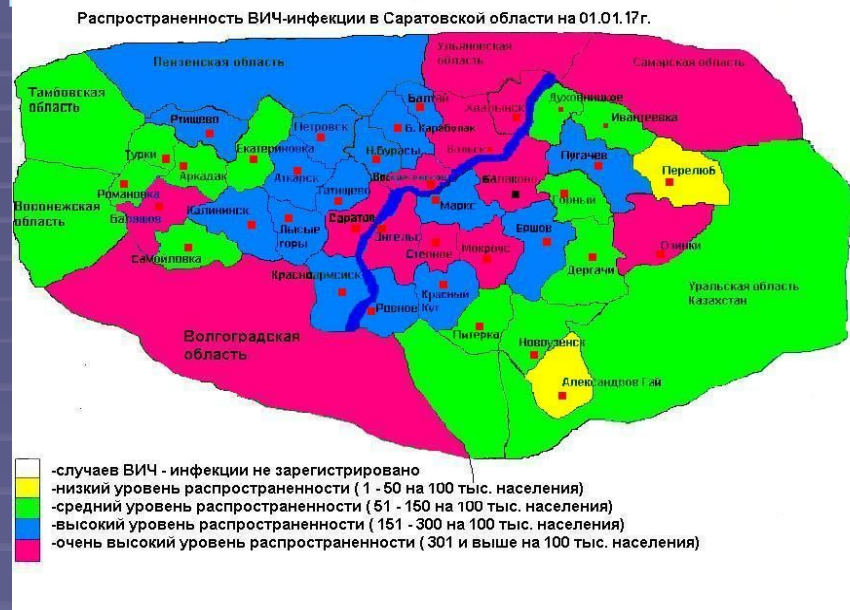 Распространенность ВИЧ-инфекции в Саратовской области на 01.01.17г.
Пензенская область
Ульяновская
область
Самарская область
Тамбовская
область
Балтай
Хвалынск
Духовницкое
Ивантеевка
Ртищево
Петровск
Б. Караболак
Турки
Екатериновка
Н.Бурасы
Вольск
Пугачев
Аркадак
Аткарск
Перелюб
Романовка
Татищево
Балаково
Воронежская
область
Балашов
Калининск
Маркс
Горный
Лысые
горы
Саратов
Энгельс
Ершов
Самойловка
Степное
Мокроус
Озинки
Дергачи
Красноармейск
Красный
Кут
Ровное
Уральская область
Казахстан
Волгоградская
область
Питерка
Новоузенск
Александров Гай
-случаев ВИЧ - инфекции не зарегистрировано
-низкий уровень распространенности ( 1 - 50 на 100 тыс. населения)
-средний уровень распространенности ( 51 - 150 на 100 тыс. населения)
-высокий уровень распространенности ( 151 - 300 на 100 тыс. населения)
-очень высокий уровень распространенности ( 301 и выше на 100 тыс. населения)